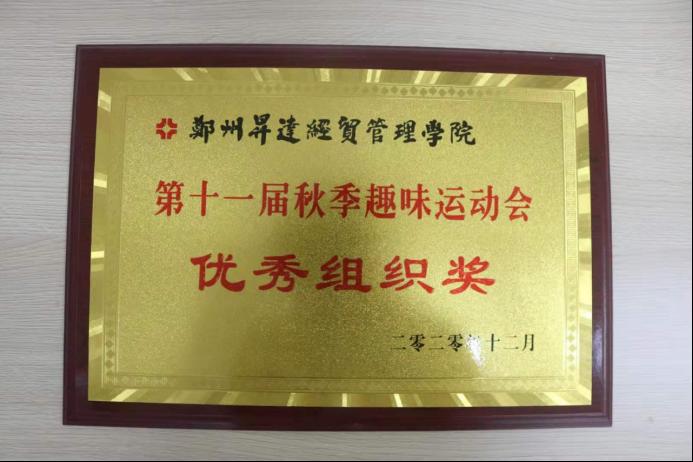 鄭州昇達經貿管理學院
第十一届秋季趣味运动会
优秀组织奖
二零二零年十二月